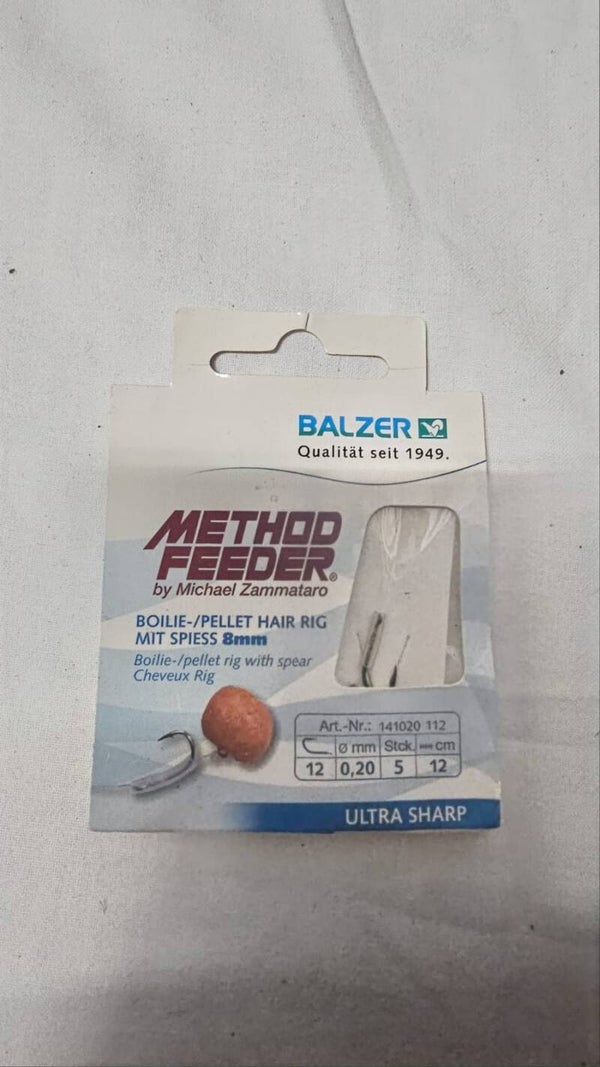 BALZER
Qualität seit 1949.
METHOD
FEEDER®
by Michael Zammataro
BOILIE-/PELLET HAIR RIG
MIT SPIESS 8mm
Boilie-/pellet rig with spear
Cheveux Rig
Art.-Nr.: 141020 112
ø mm Stck. cm
12 0,20 5 12
ULTRA SHARP